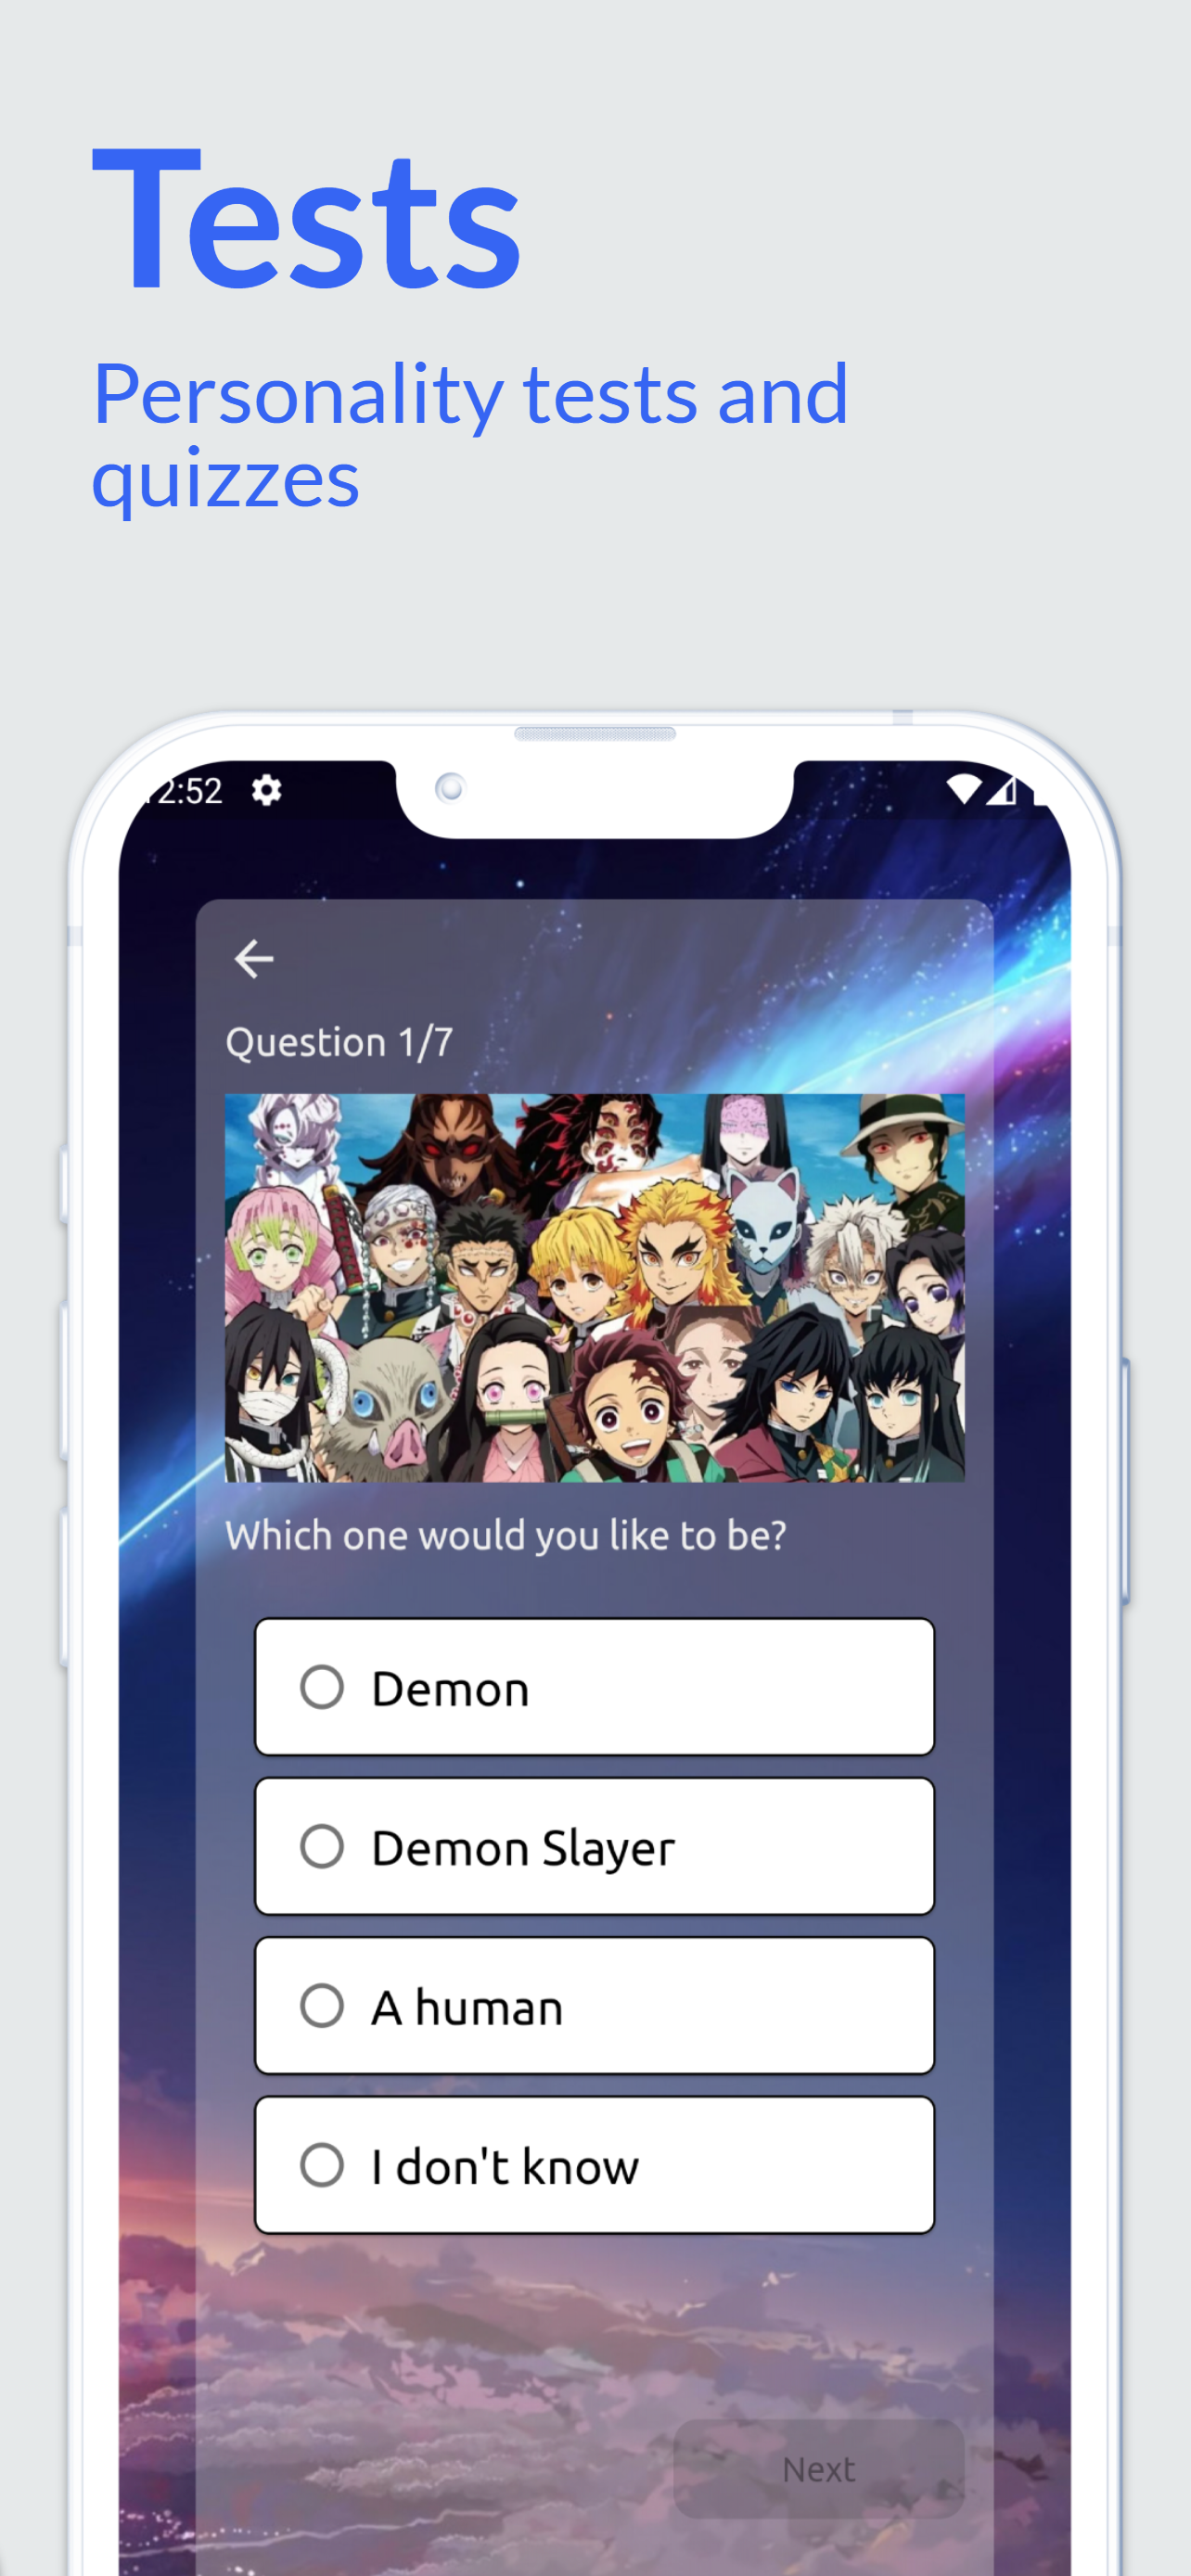 Tests
Personality tests and
quizzes
2:52
Question 1/7
Which one would you like to be?
Demon
Demon Slayer
A human
I don't know
Next